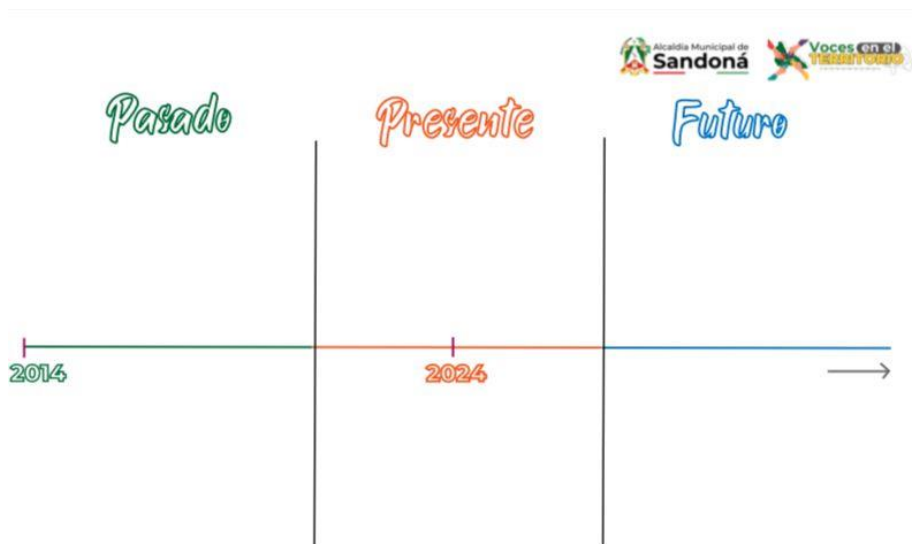 Alcaldía Municipal de
Sandoná
Voces en el
TERRITORIO
Pasado
Presente
Futuro
2014
2024